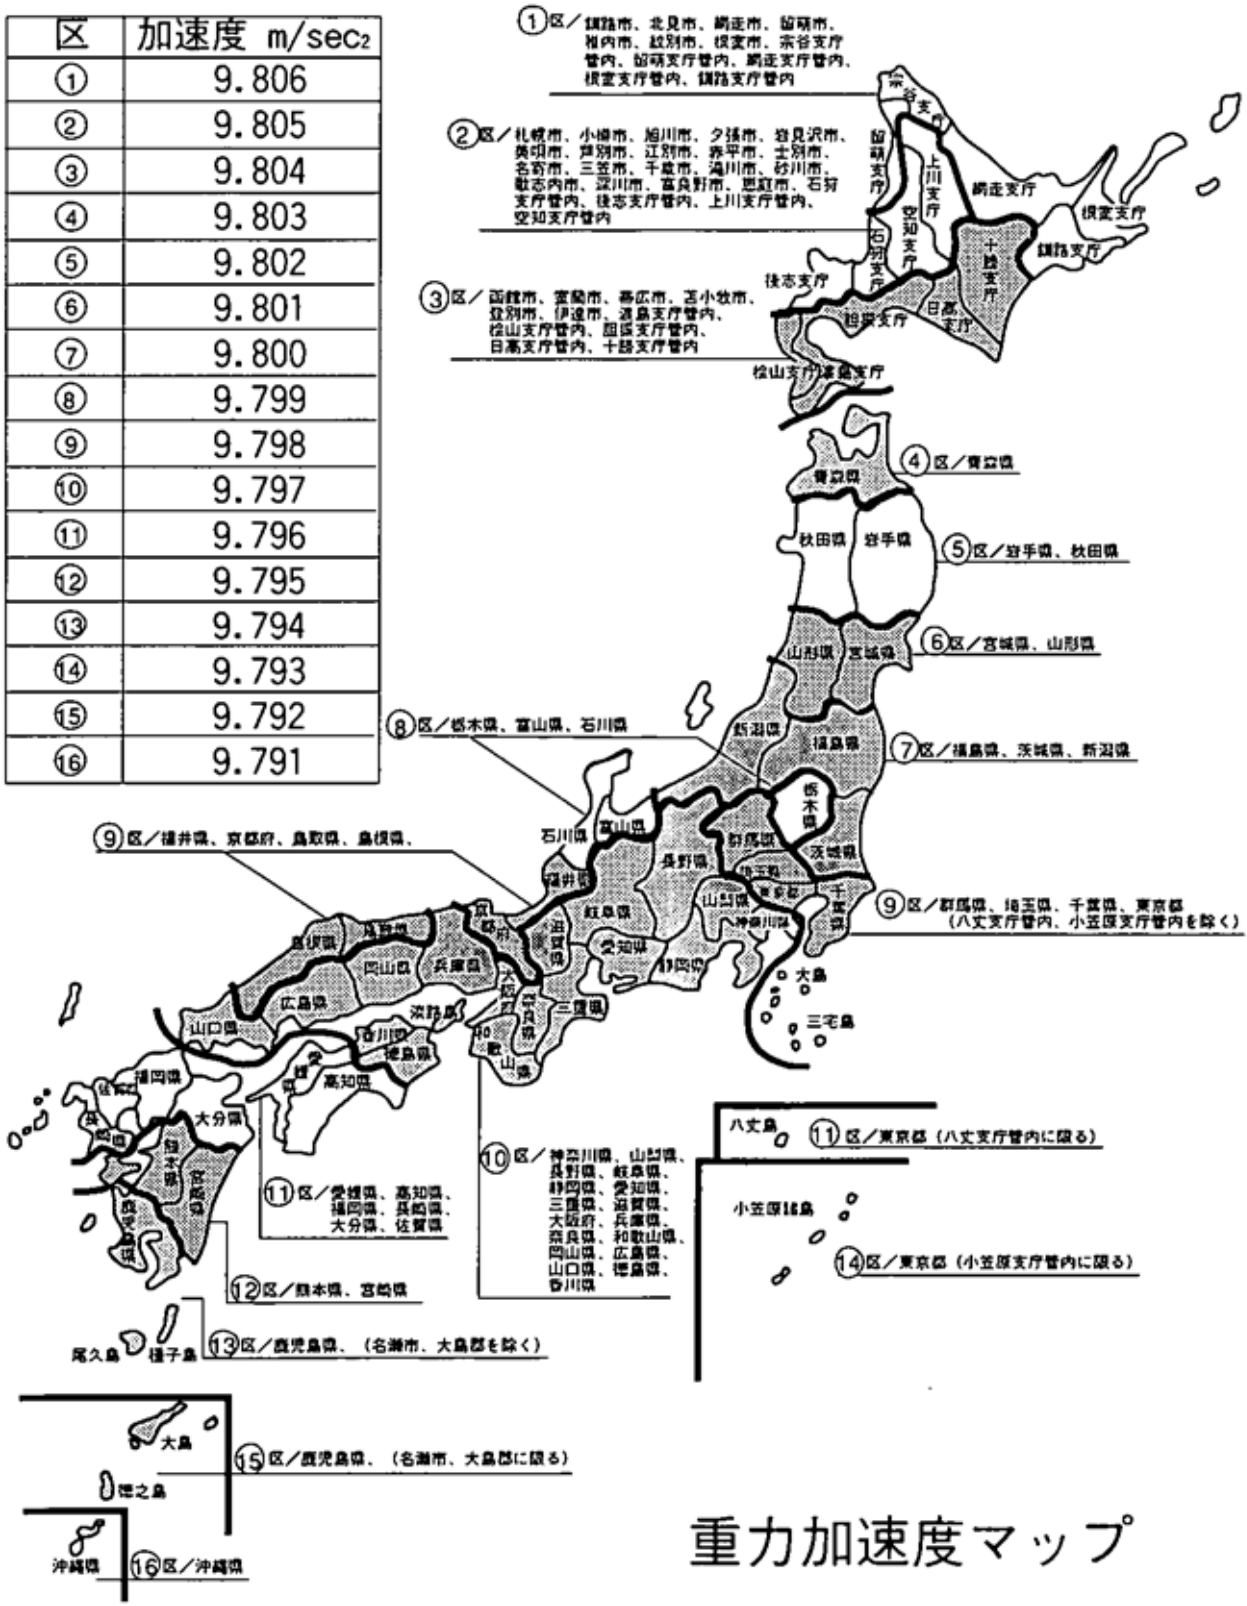 区 加速度 m/sec2
① 9.806
② 9.805
③ 9.804
④ 9.803
⑤ 9.802
⑥ 9.801
⑦ 9.800
⑧ 9.799
⑨ 9.798
⑩ 9.797
⑪ 9.796
⑫ 9.795
⑬ 9.794
⑭ 9.793
⑮ 9.792
⑯ 9.791
①区/釧路市、北見市、網走市、留萌市、
稚内市、紋別市、根室市、宗谷支庁
管内、留萌支庁管内、網走支庁管内、
根室支庁管内、釧路支庁管内
②区/札幌市、小樽市、旭川市、夕張市、岩見沢市、
美唄市、芦別市、江別市、赤平市、士別市、
名寄市、三笠市、千歳市、滝川市、砂川市、
歌志内市、深川市、富良野市、恵庭市、石狩
支庁管内、後志支庁管内、上川支庁管内、
空知支庁管内
③区/函館市、室蘭市、帯広市、苫小牧市、
登別市、伊達市、渡島支庁管内、
桧山支庁管内、胆振支庁管内、
日高支庁管内、十勝支庁管内
宗谷支庁
留萌支庁
上川支庁
網走支庁
根室支庁
空知支庁
石狩支庁
十勝支庁
釧路支庁
後志支庁
胆振支庁
日高支庁
桧山支庁
渡島支庁
④区/青森県
青森県
秋田県
岩手県
⑤区/岩手県、秋田県
山形県
宮城県
⑥区/宮城県、山形県
⑧区/栃木県、富山県、石川県
新潟県
福島県
⑦区/福島県、茨城県、新潟県
⑨区/福井県、京都府、鳥取県、島根県、
石川県
富山県
長野県
群馬県
栃木県
茨城県
福井県
埼玉県
東京都
千葉県
山梨県
神奈川県
⑨区/群馬県、埼玉県、千葉県、東京都
(八丈支庁管内、小笠原支庁管内を除く)
島根県
鳥取県
京都府
滋賀県
岐阜県
愛知県
静岡県
岡山県
兵庫県
広島県
大阪府
奈良県
三重県
淡路島
山口県
香川県
徳島県
和歌山県
愛媛県
高知県
大島
三宅島
福岡県
佐賀県
長崎県
大分県
熊本県
宮崎県
鹿児島県
八丈島
⑪区/東京都(八丈支庁管内に限る)
小笠原諸島
⑭区/東京都(小笠原支庁管内に限る)
⑩区/神奈川県、山梨県、
長野県、岐阜県、
静岡県、愛知県、
三重県、滋賀県、
大阪府、兵庫県、
奈良県、和歌山県、
岡山県、広島県、
山口県、徳島県、
香川県
⑪区/愛媛県、高知県、
福岡県、長崎県、
大分県、佐賀県
⑫区/熊本県、宮崎県
⑬区/鹿児島県、(名瀬市、大島郡を除く)
尾久島
種子島
大島
⑮区/鹿児島県、(名瀬市、大島郡に限る)
徳之島
沖縄県
⑯区/沖縄県
重力加速度マップ